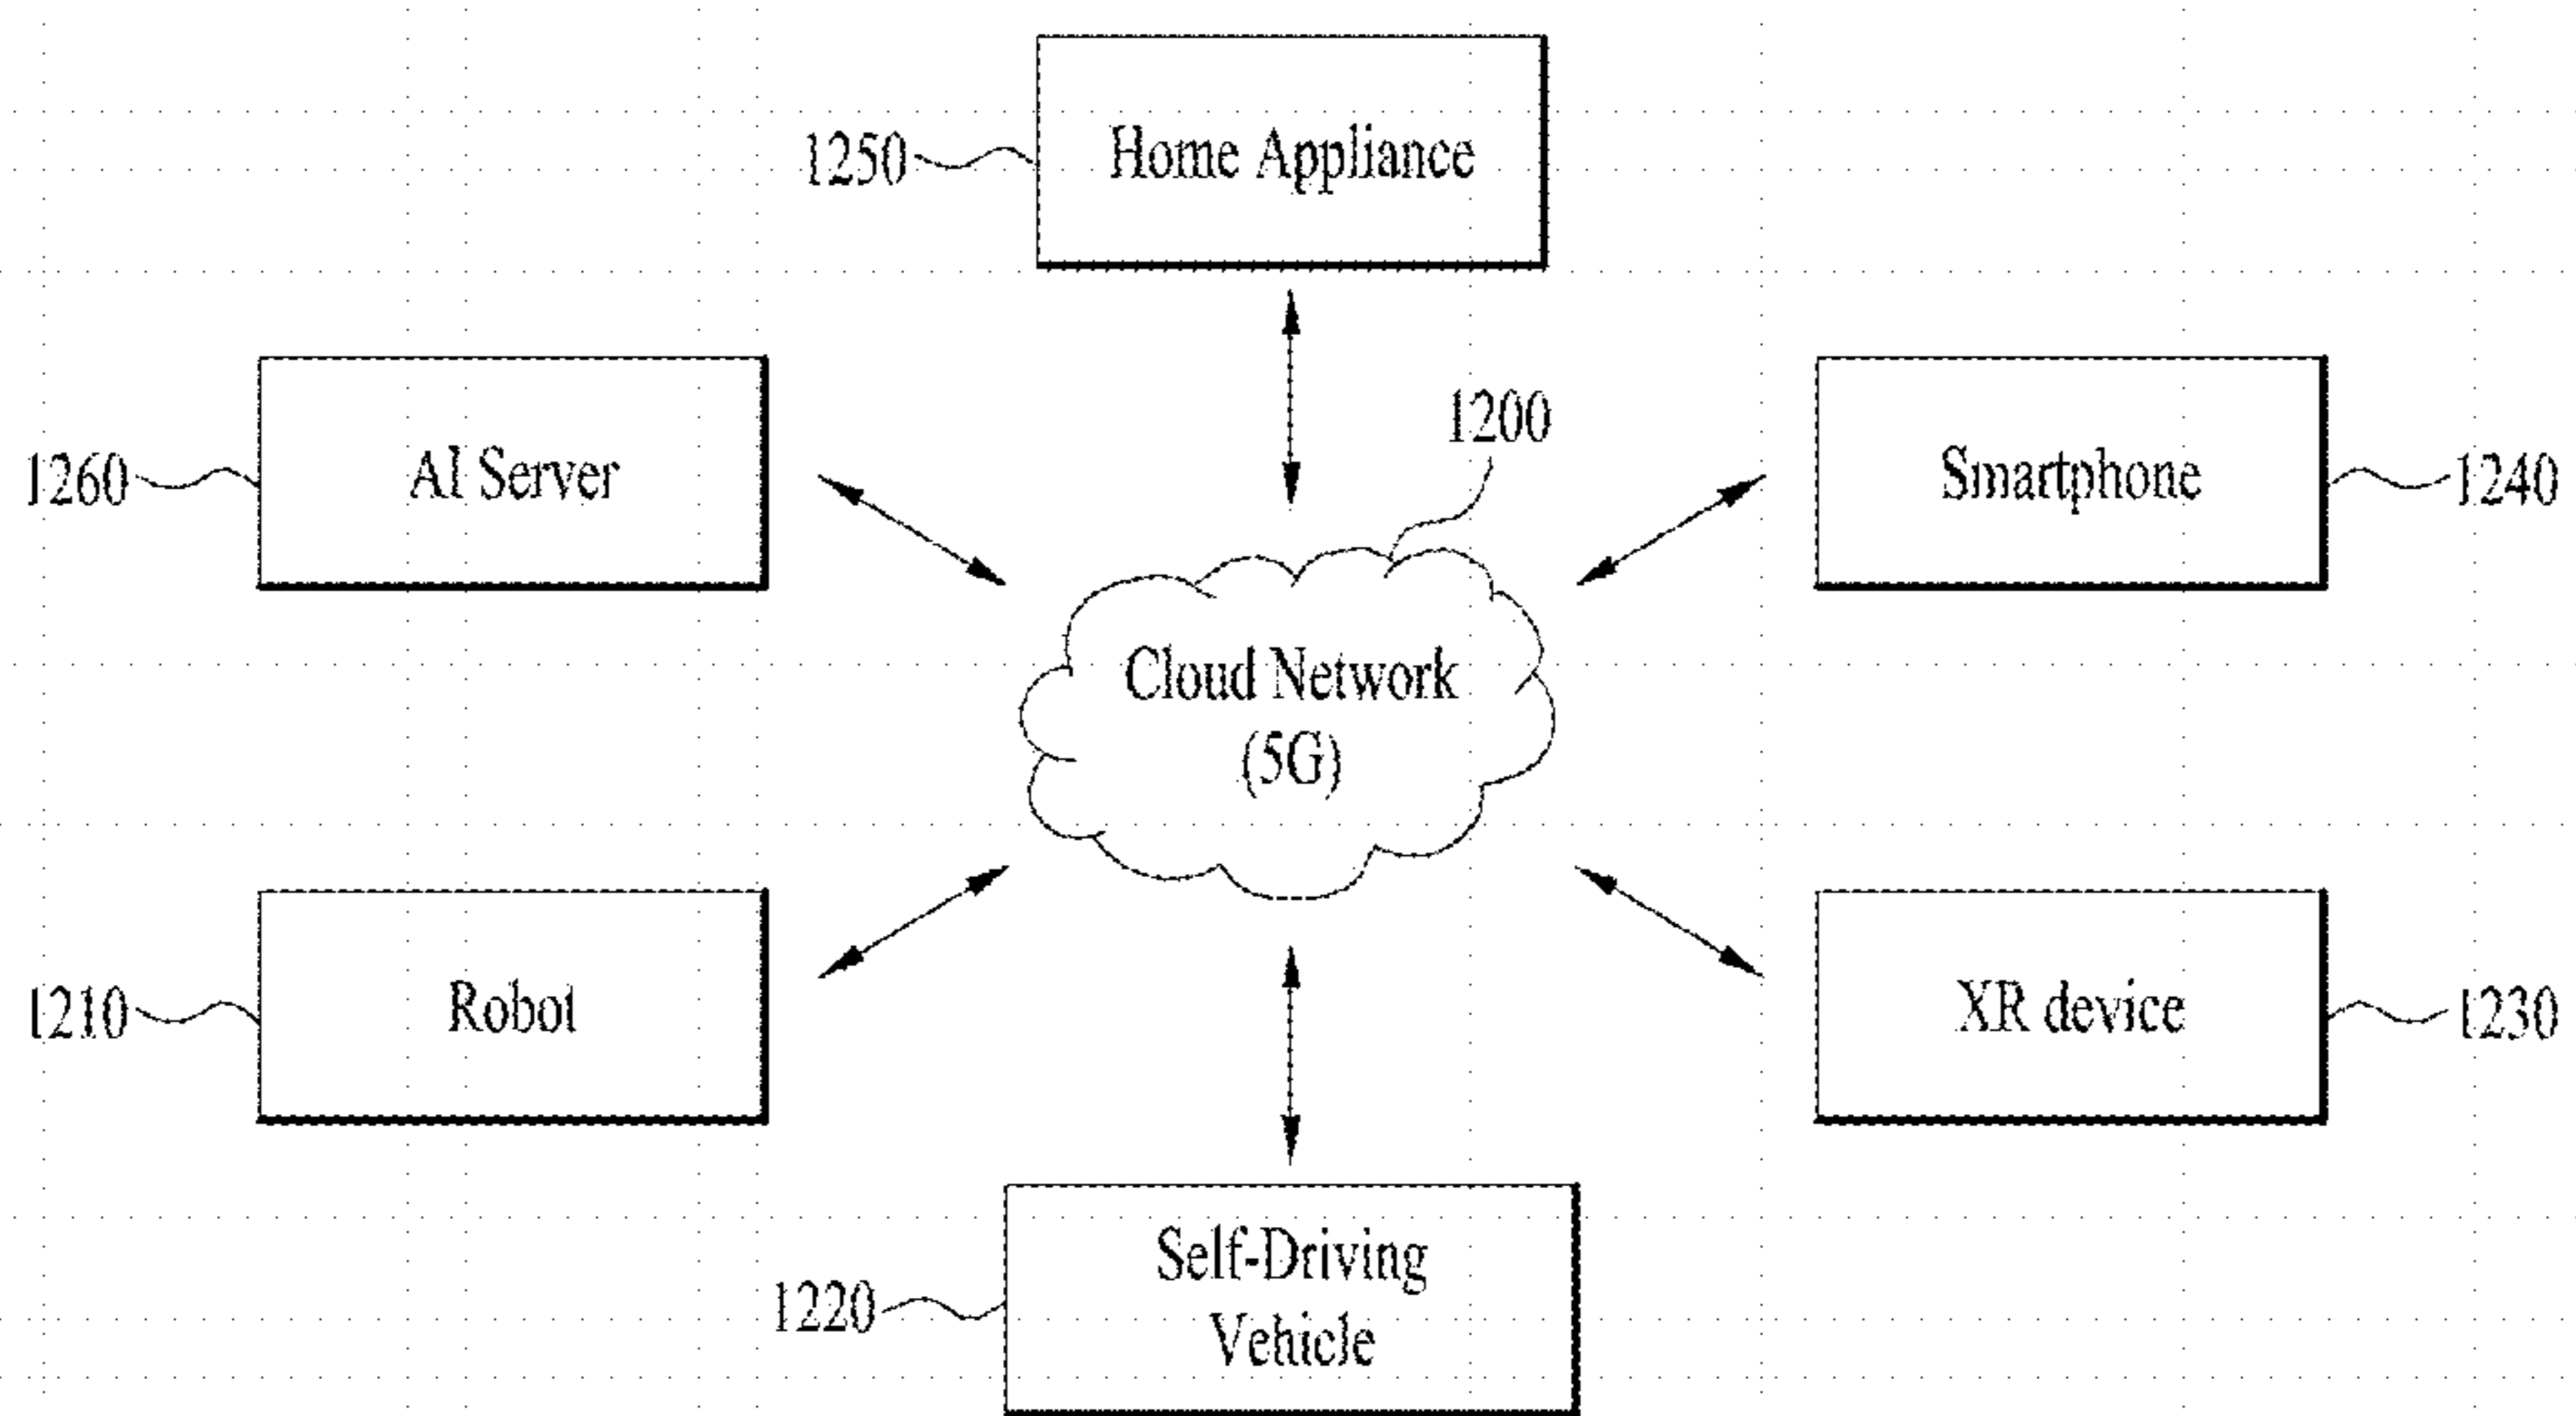 1250
Home Appliance
1200
1260
AI Server
Smartphone
1240
Cloud Network
(5G)
1210
Robot
XR device
1230
1220
Self-Driving
Vehicle